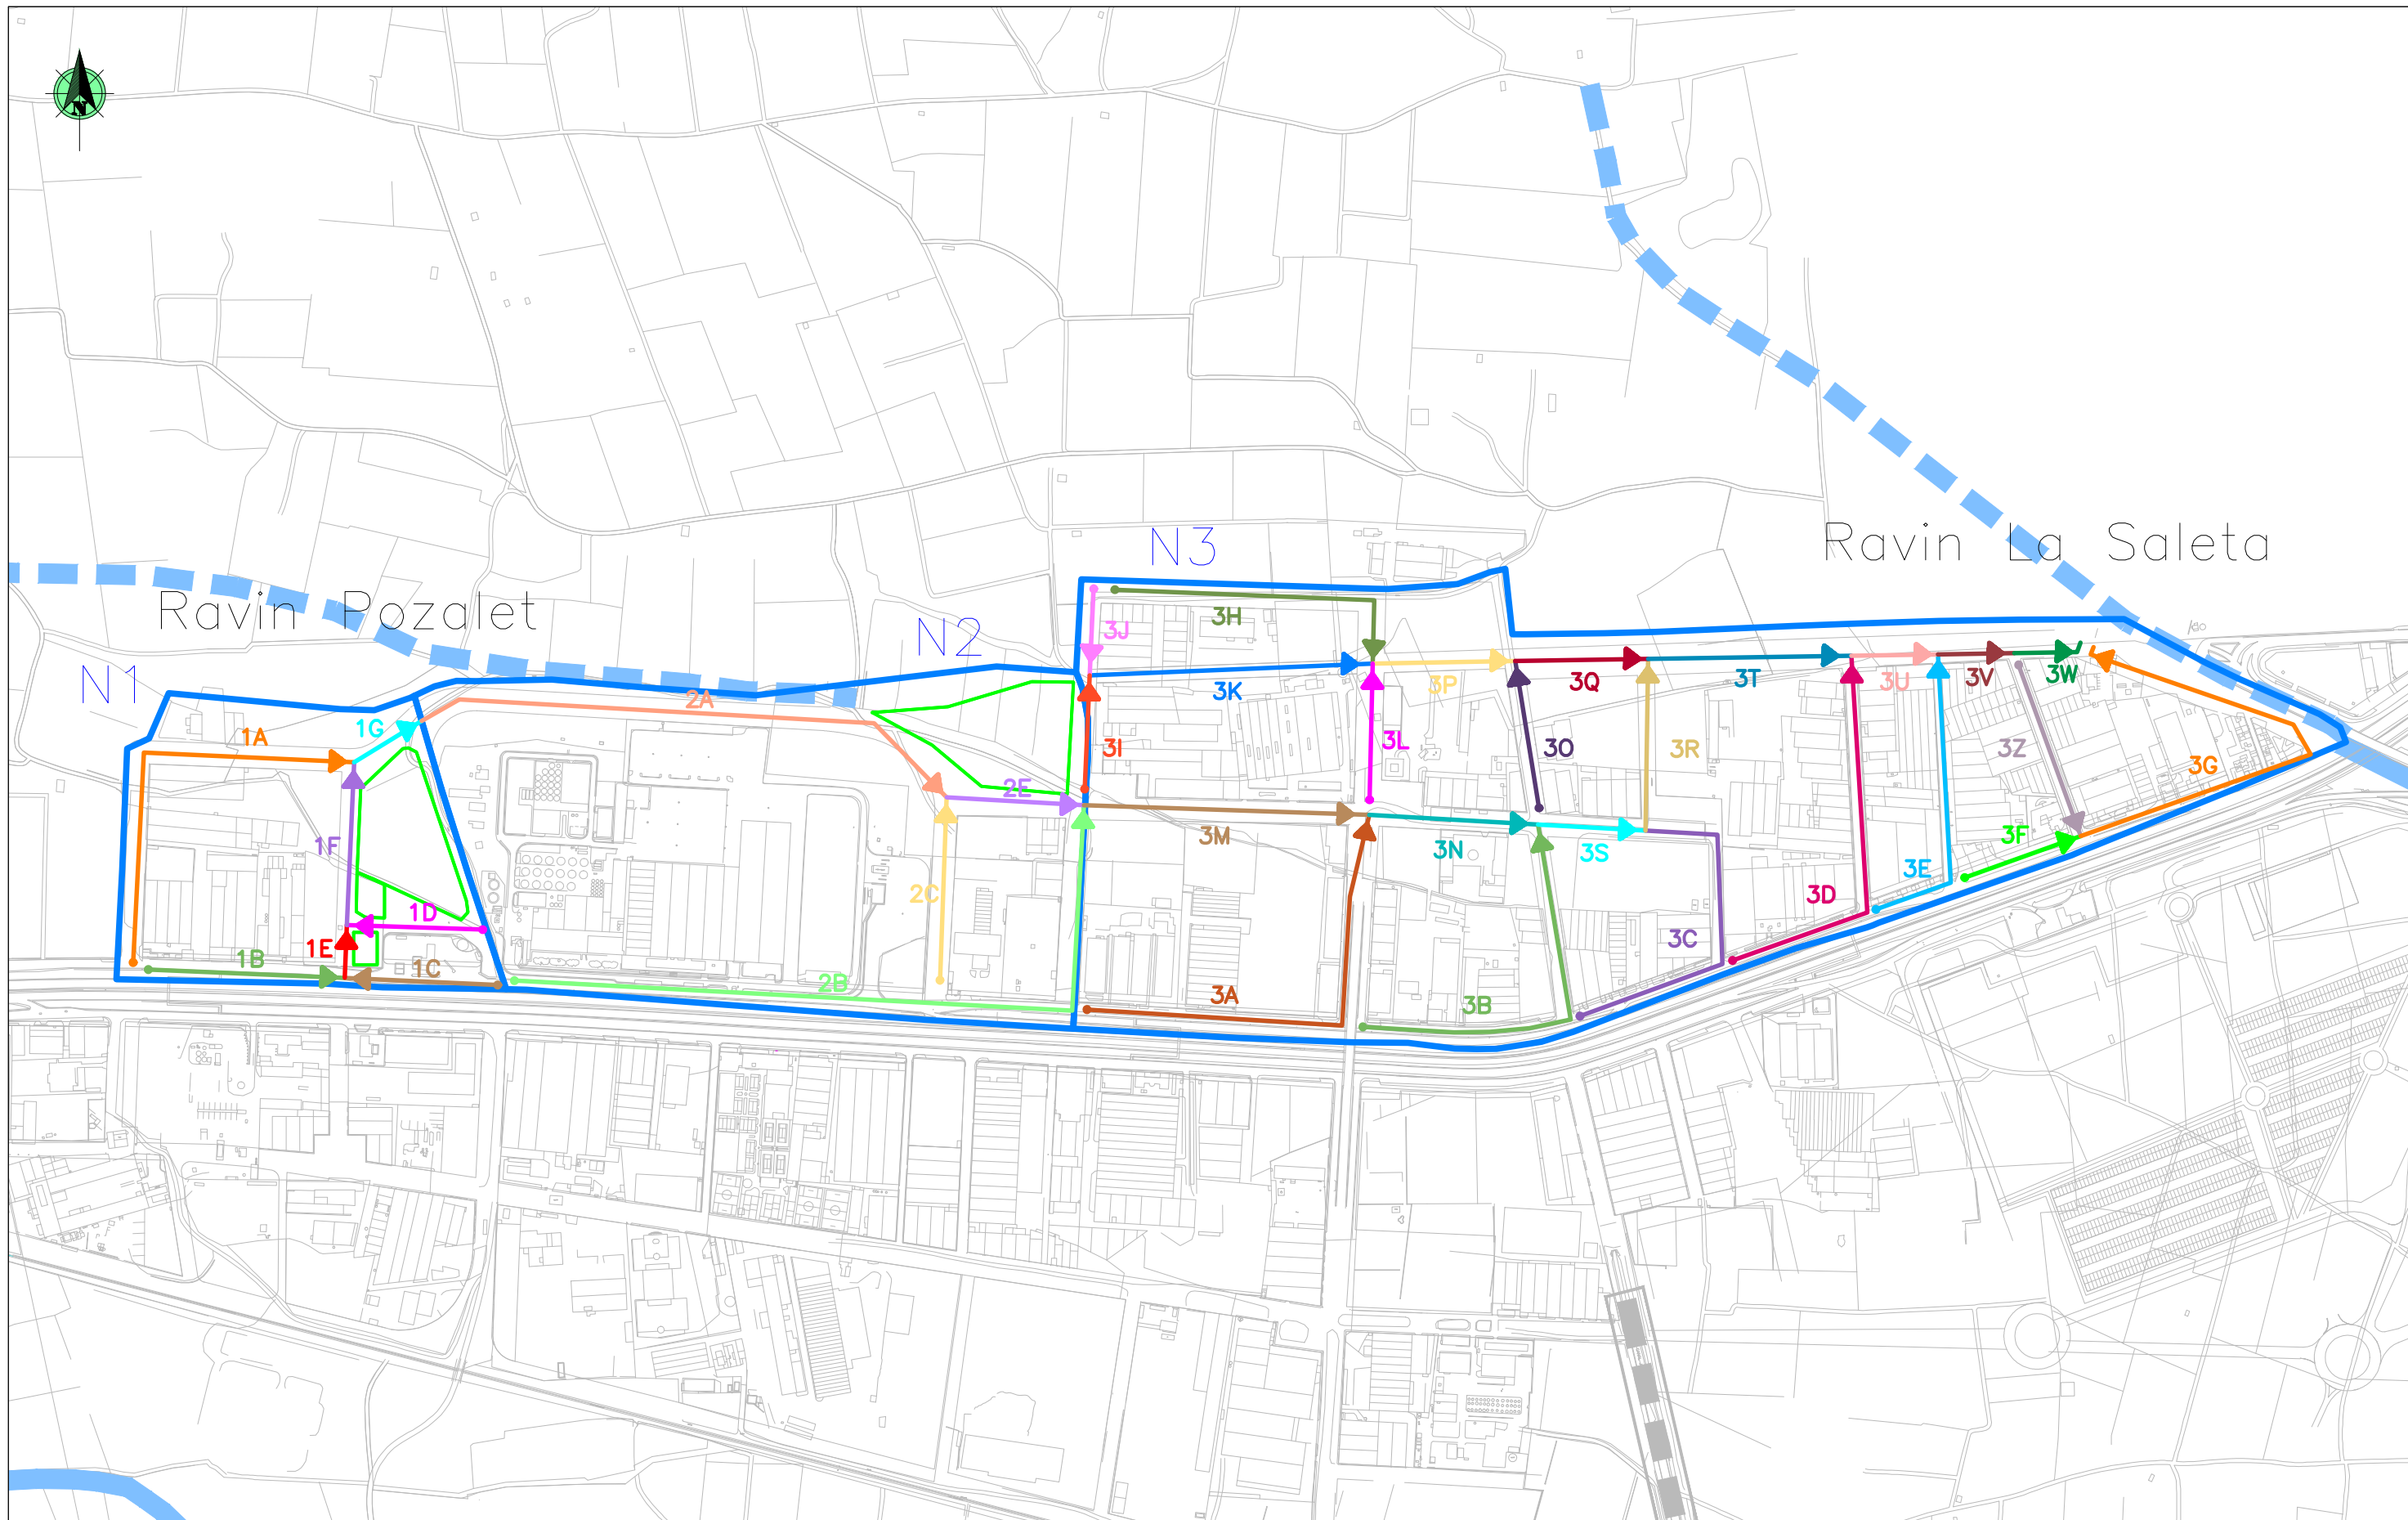 N
N3
Ravin La Saleta
Ravin Pozalet
N2
N1
3H
3J
2A
3K
3P
3Q
3T
3U
3V
3W
1A
1G
3I
3L
3O
3R
3Z
3G
2E
3M
3N
3S
3F
1F
2C
3E
3D
1D
1E
1B
1C
2B
3A
3B
3C